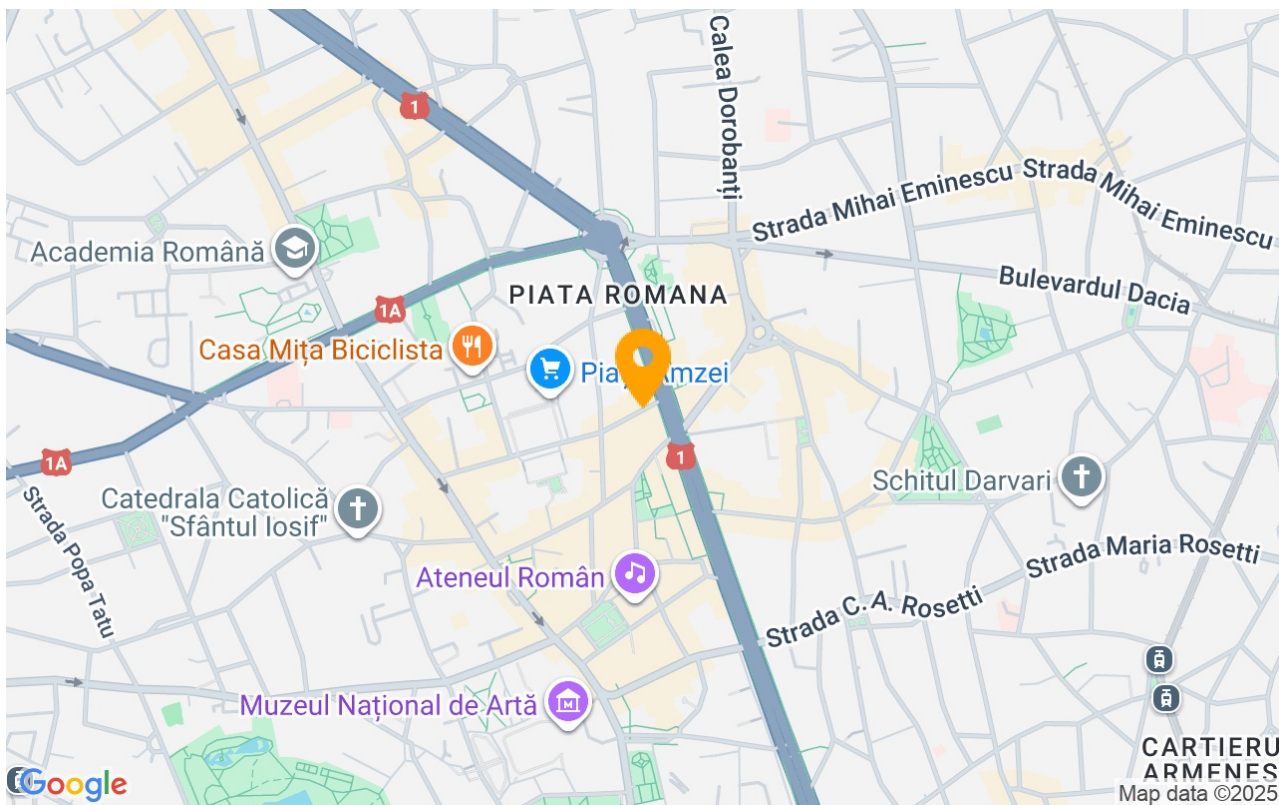 1
Calea Dorobanți
Strada Mihai Eminescu
Strada Mihai Eminescu
Academia Română
Bulevardul Dacia
PIATA ROMANA
1A
Casa Mița Biciclista
Amzei
1
1A
Schitul Darvari
Catedrala Catolică
"Sfântul Iosif"
Strada Popa Tatu
Strada Maria Rosetti
Ateneul Român
Strada C. A. Rosetti
Muzeul Național de Artă
M
CARTIERU
ARMENES
Google
Map data ©2025